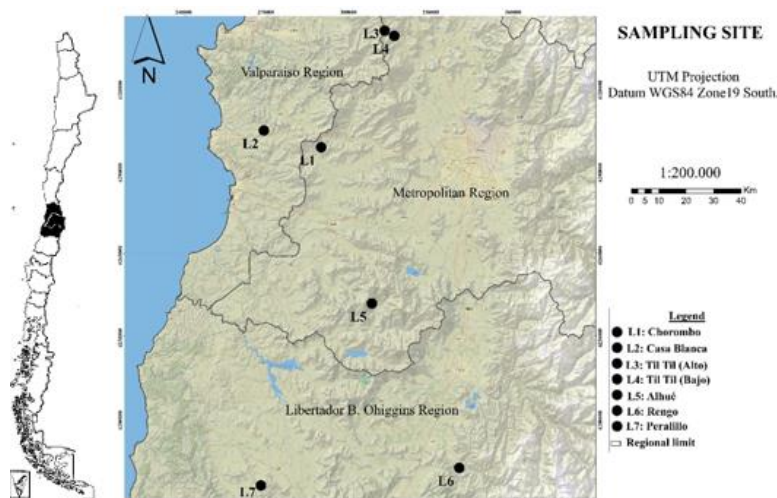 SAMPLING SITE
UTM Projection
Datum WGS84 Zone19 South.
1:200.000
0 5 10 20 30 40 Km
N
Valparaiso Region
Metropolitan Region
Libertador B. Ohiggins Region
L3
L4
L2
L1
L5
L6
L7
Legend
L1: Chorombo
L2: Casa Blanca
L3: Til Til (Alto)
L4: Til Til (Bajo)
L5: Alhué
L6: Rengo
L7: Peralillo
Regional limit